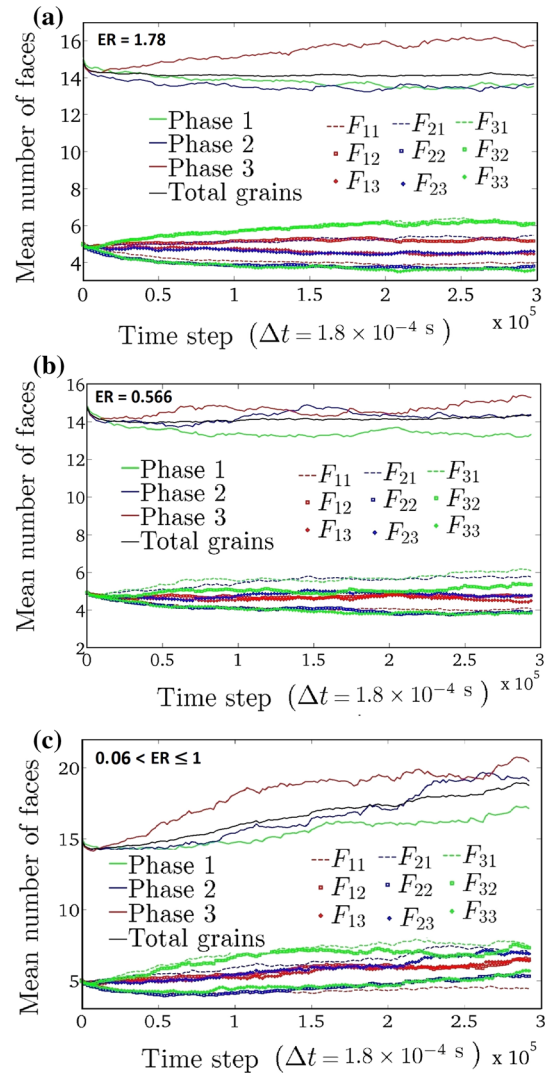 (a)
ER = 1.78
16
14
12
10
8
6
4
Mean number of faces
Phase 1
Phase 2
Phase 3
Total grains
F11 F21 F31
F12 F22 F32
F13 F23 F33
0 0.5 1 1.5 2 2.5 3
x 10^5
Time step (Δt = 1.8 × 10^−4 s)
(b)
ER = 0.566
16
14
12
10
8
6
4
2
Mean number of faces
Phase 1
Phase 2
Phase 3
Total grains
F11 F21 F31
F12 F22 F32
F13 F23 F33
0 0.5 1 1.5 2 2.5 3
x 10^5
Time step (Δt = 1.8 × 10^−4 s)
(c)
0.06 < ER ≤ 1
20
15
10
5
Mean number of faces
Phase 1
Phase 2
Phase 3
Total grains
F11 F21 F31
F12 F22 F32
F13 F23 F33
0 0.5 1 1.5 2 2.5 3
x 10^5
Time step (Δt = 1.8 × 10^−4 s)